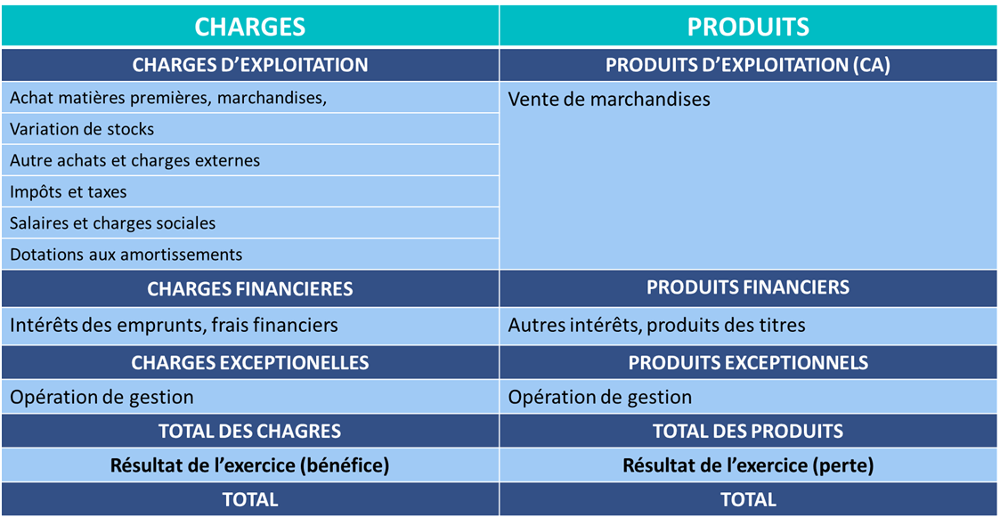 CHARGES
PRODUITS
CHARGES D’EXPLOITATION
PRODUITS D’EXPLOITATION (CA)
Achat matières premières, marchandises,
Vente de marchandises
Variation de stocks
Autre achats et charges externes
Impôts et taxes
Salaires et charges sociales
Dotations aux amortissements
CHARGES FINANCIERES
PRODUITS FINANCIERS
Intérêts des emprunts, frais financiers
Autres intérêts, produits des titres
CHARGES EXCEPTIONELLES
PRODUITS EXCEPTIONNELS
Opération de gestion
Opération de gestion
TOTAL DES CHAGRES
TOTAL DES PRODUITS
Résultat de l’exercice (bénéfice)
Résultat de l’exercice (perte)
TOTAL
TOTAL